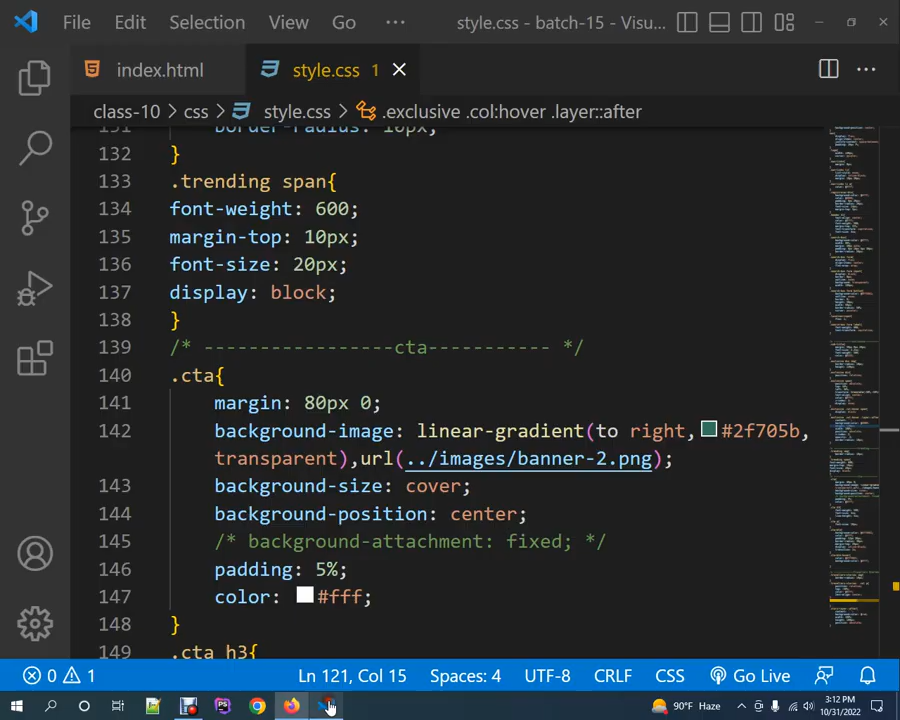 File Edit Selection View Go ··· style.css - batch-15 - Visu...
index.html style.css 1
class-10 > css > style.css > .exclusive .col:hover .layer::after
131 border-radius: 10px;
132 }
133 .trending span{
134 font-weight: 600;
135 margin-top: 10px;
136 font-size: 20px;
137 display: block;
138 }
139 /* -----------------cta----------- */
140 .cta{
141 margin: 80px 0;
142 background-image: linear-gradient(to right,#2f705b,
transparent),url(../images/banner-2.png);
143 background-size: cover;
144 background-position: center;
145 /* background-attachment: fixed; */
146 padding: 5%;
147 color: #fff;
148 }
149 .cta h3{
0 1 Ln 121, Col 15 Spaces: 4 UTF-8 CRLF CSS Go Live
PS 90°F Haze 3:12 PM
10/31/2022